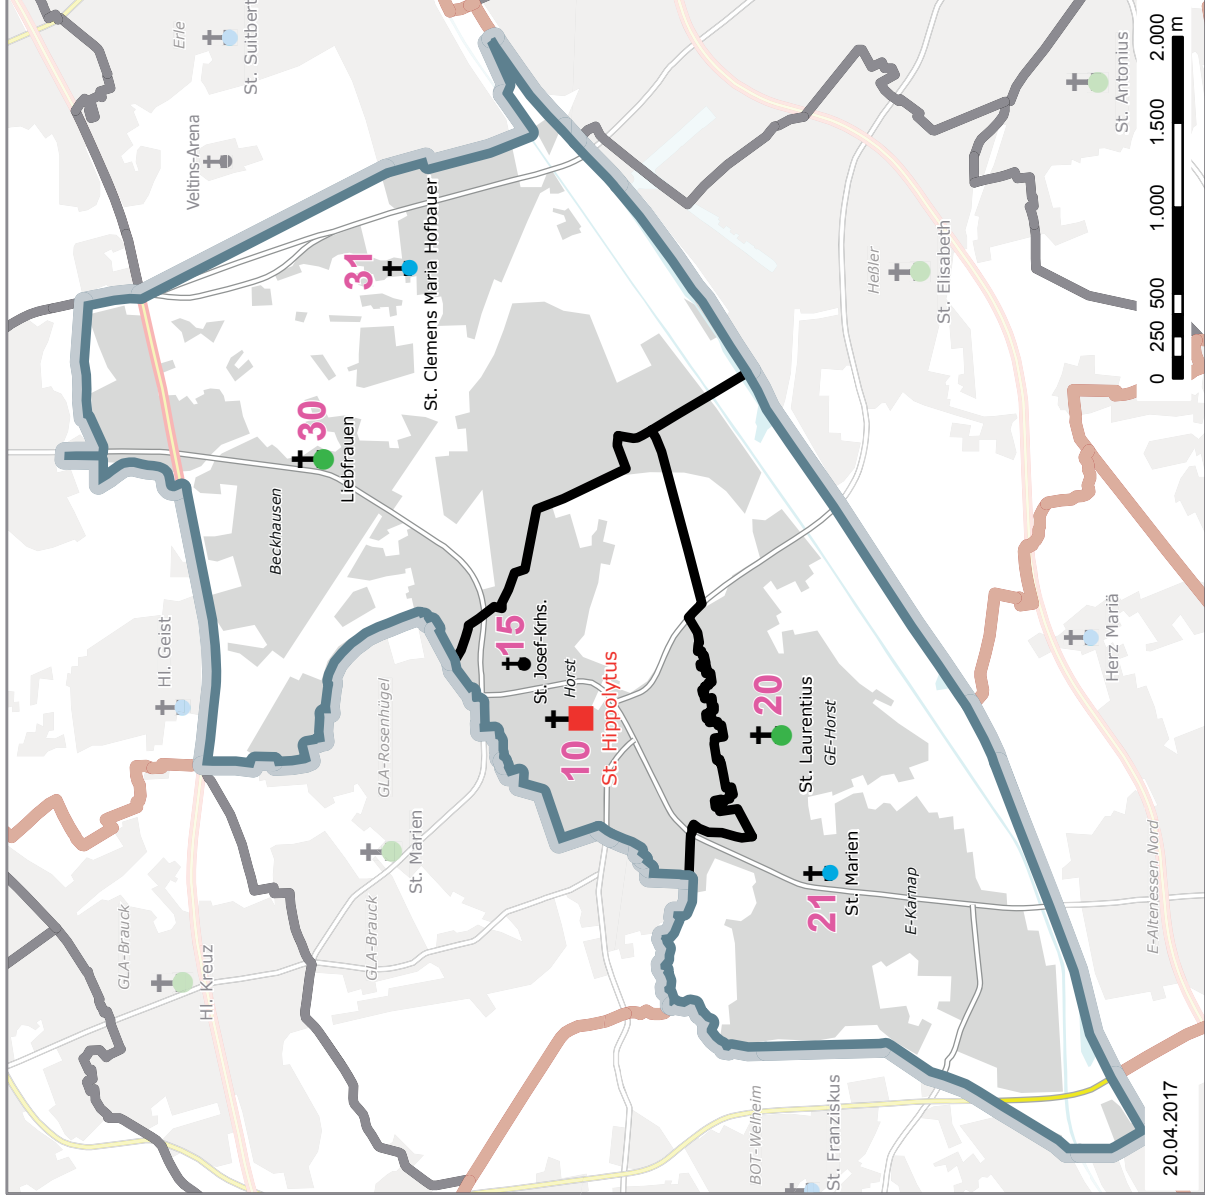 Erle
St. Suitbert
Veltins-Arena
31
St. Clemens Maria Hofbauer
30
Liebfrauen
Beckhausen
Hl. Geist
GLA-Rosenhügel
St. Marien
GLA-Brauck
Hl. Kreuz
GLA-Brauck
15
St. Josef-Krhs.
Horst
10
St. Hippolytus
20
St. Laurentius
GE-Horst
21
St. Marien
E-Karnap
BOT-Welheim
St. Franziskus
Heßler
St. Elisabeth
St. Antonius
Herz Mariä
E-Altenessen Nord
0 250 500 1.000 1.500 2.000
m
20.04.2017